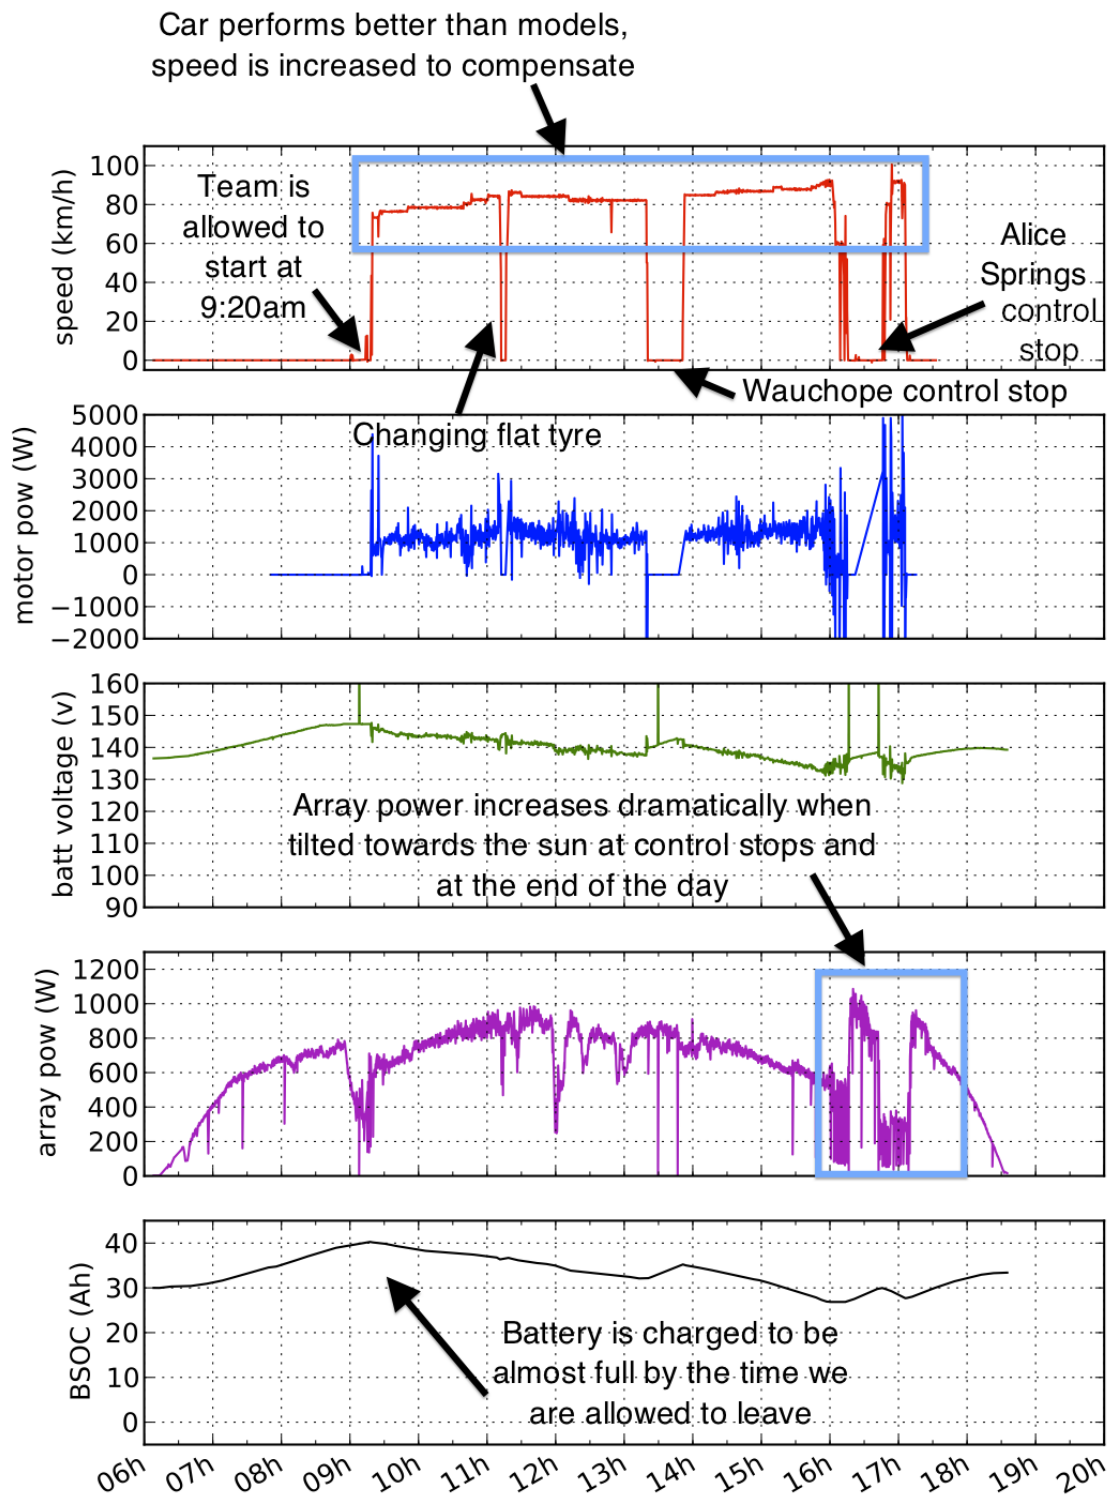 Car performs better than models,
speed is increased to compensate
100
80
60
40
20
0
speed (km/h)
Team is
allowed to
start at
9:20am
Alice
Springs
control
stop
Wauchope control stop
Changing flat tyre
5000
4000
3000
2000
1000
0
−1000
−2000
motor pow (W)
160
150
140
130
120
110
100
90
batt voltage (v)
Array power increases dramatically when
tilted towards the sun at control stops and
at the end of the day
1200
1000
800
600
400
200
0
array pow (W)
40
30
20
10
0
BSOC (Ah)
Battery is charged to be
almost full by the time we
are allowed to leave
06h 07h 08h 09h 10h 11h 12h 13h 14h 15h 16h 17h 18h 19h 20h